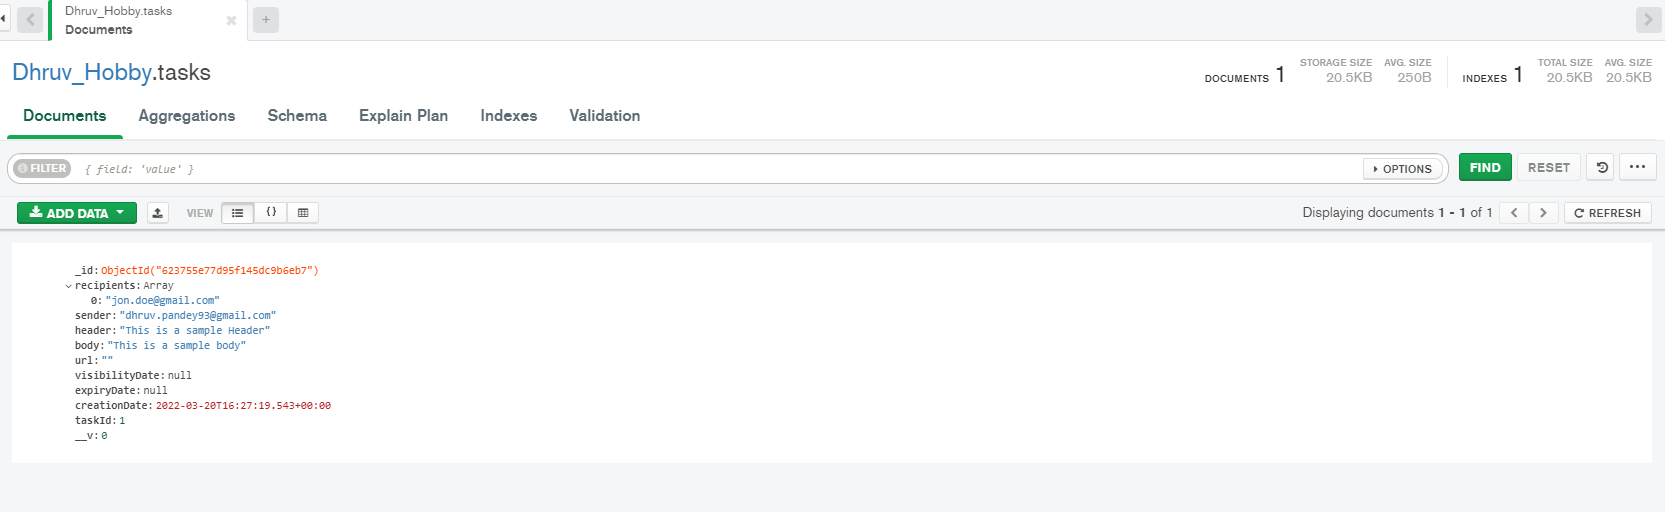 Dhruv_Hobby.tasks
Documents
Dhruv_Hobby.tasks
DOCUMENTS 1 STORAGE SIZE 20.5KB AVG. SIZE 250B INDEXES 1 TOTAL SIZE 20.5KB AVG. SIZE 20.5KB
Documents Aggregations Schema Explain Plan Indexes Validation
FILTER { field: 'value' } OPTIONS FIND RESET ...
ADD DATA VIEW {} Displaying documents 1 - 1 of 1 < > REFRESH
_id: ObjectId("623755e77d95f145dc9b6eb7")
recipients: Array
0: "jon.doe@gmail.com"
sender: "dhruv.pandey93@gmail.com"
header: "This is a sample Header"
body: "This is a sample body"
url: ""
visibilityDate: null
expiryDate: null
creationDate: 2022-03-20T16:27:19.543+00:00
taskId: 1
__v: 0